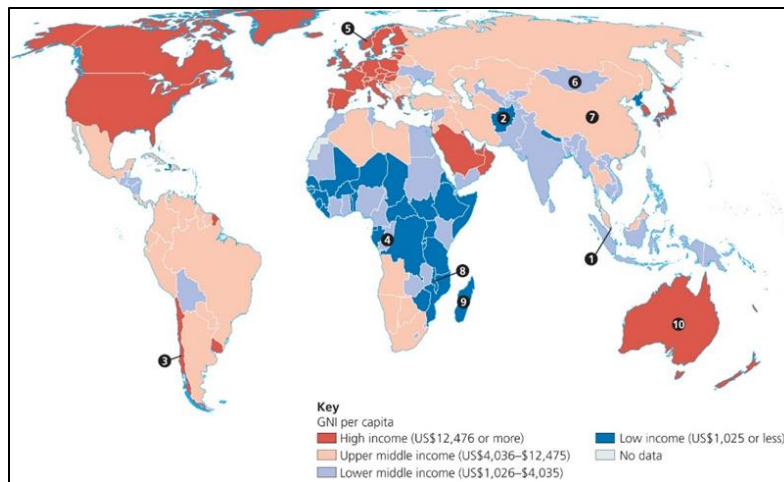 5
6
2
7
4
1
8
9
10
3
Key
GNI per capita
High income (US$12,476 or more)
Upper middle income (US$4,036–$12,475)
Lower middle income (US$1,026–$4,035)
Low income (US$1,025 or less)
No data